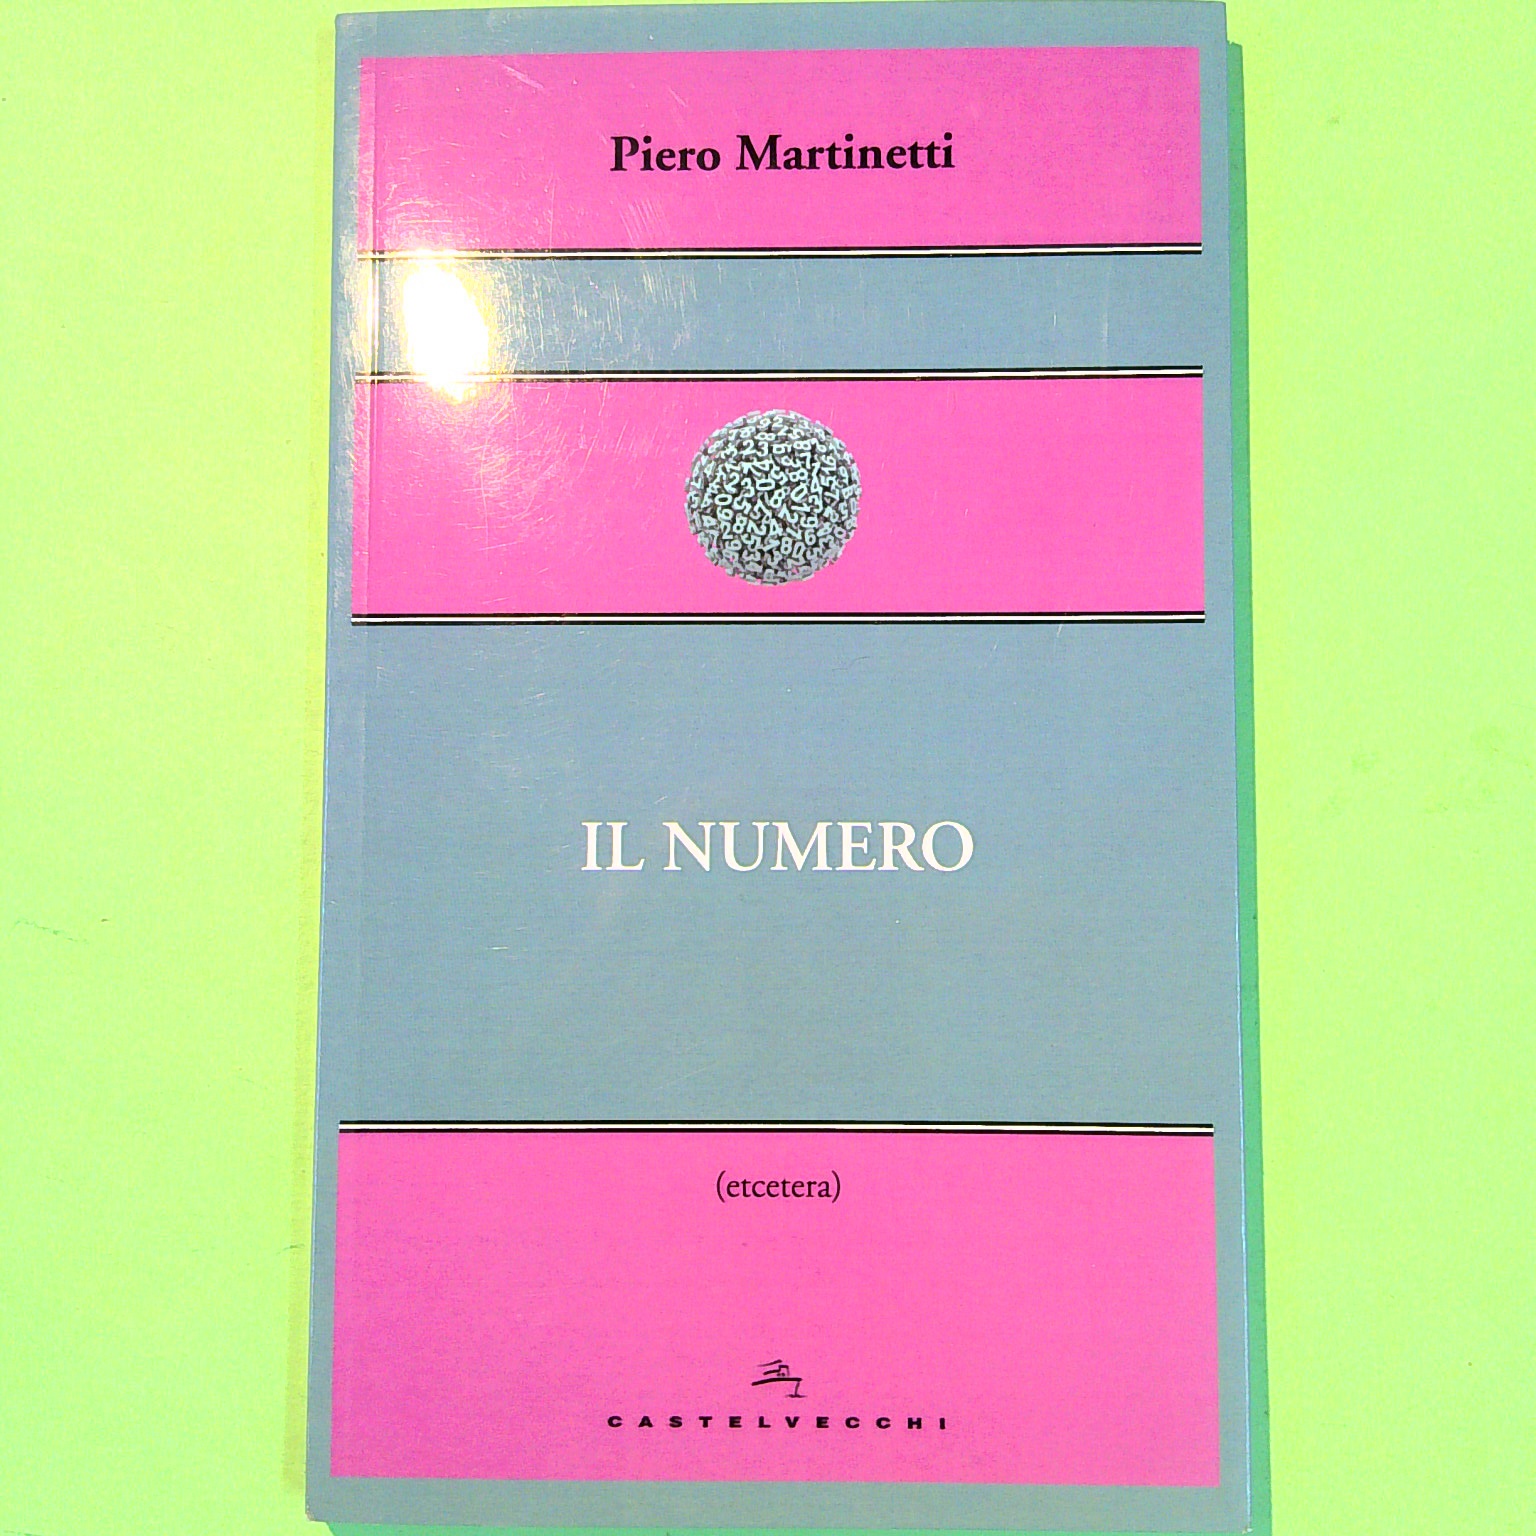 Piero Martinetti
IL NUMERO
(etcetera)
CASTELVECCHI